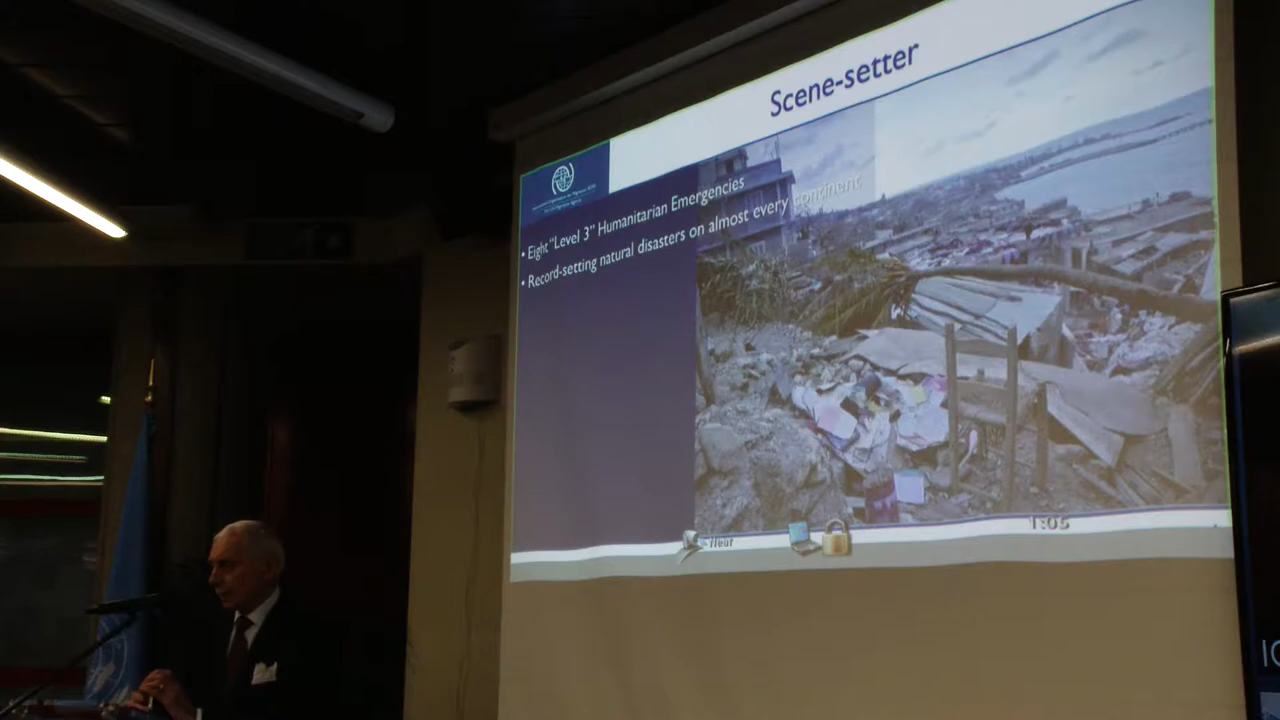 Scene-setter
• Eight "Level 3" Humanitarian Emergencies
• Record-setting natural disasters on almost every continent
1:05